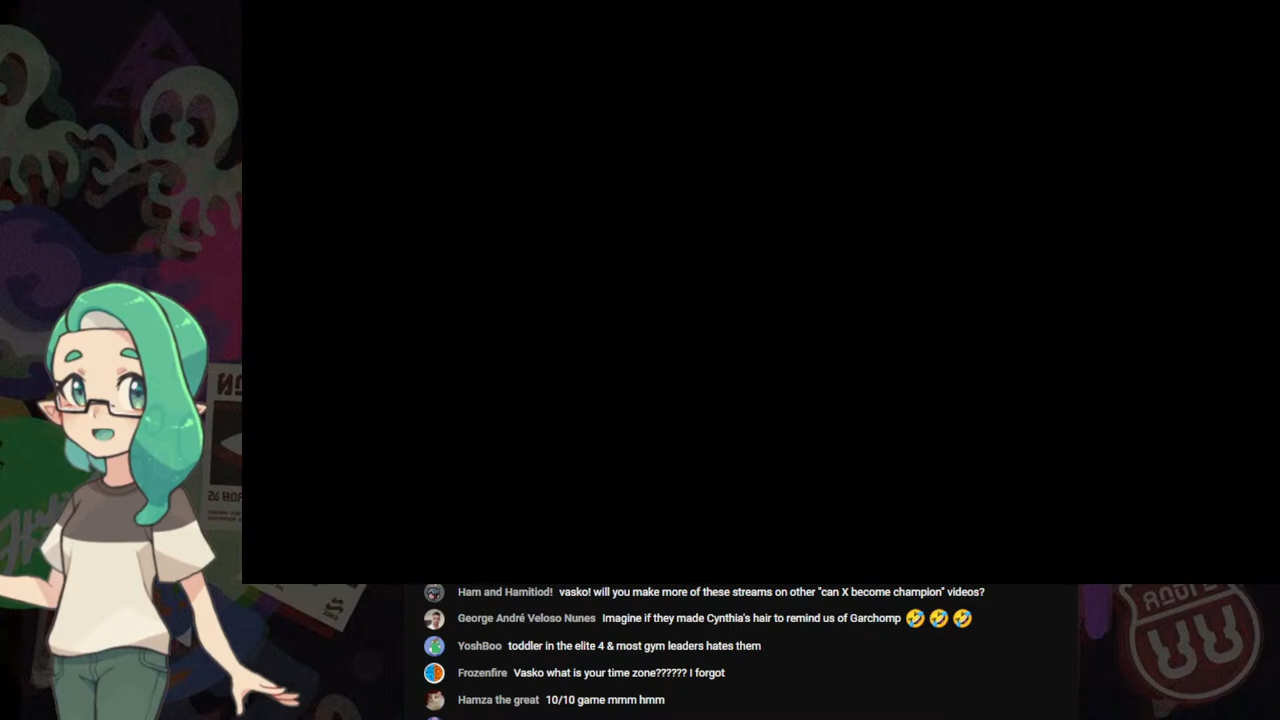 Ham and Hamitiod! vasko! will you make more of these streams on other "can X become champion" videos?
George André Veloso Nunes Imagine if they made Cynthia's hair to remind us of Garchomp 🤣 🤣 🤣
YoshBoo toddler in the elite 4 & most gym leaders hates them
Frozenfire Vasko what is your time zone?????? I forgot
Hamza the great 10/10 game mmm hmm